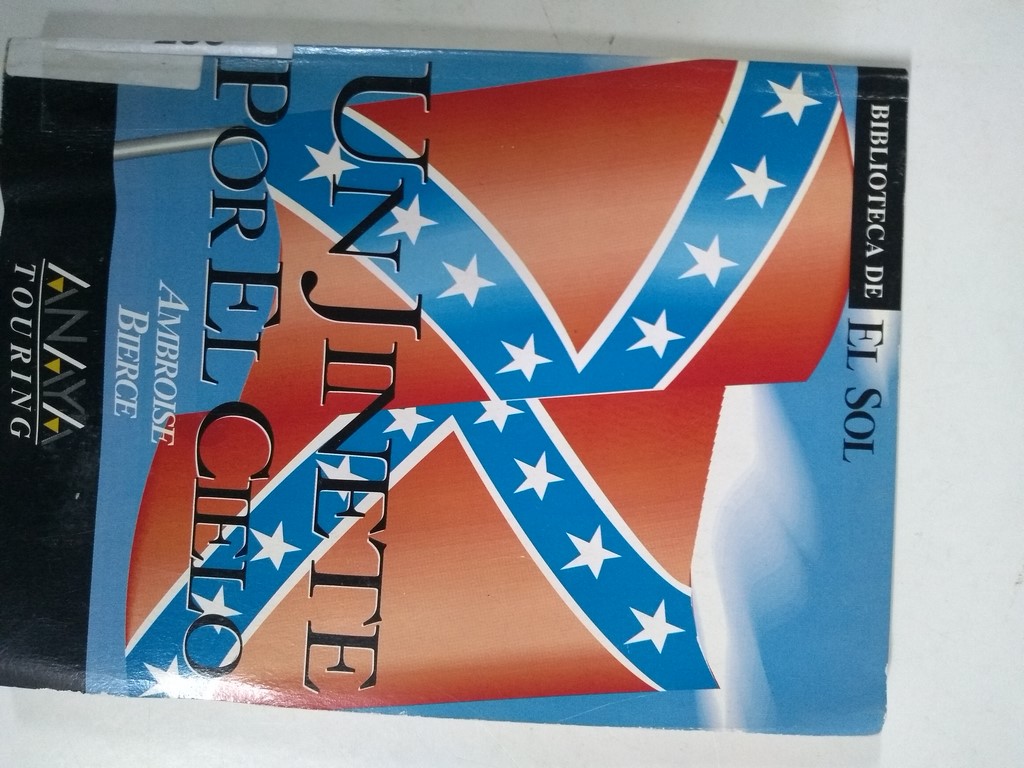 BIBLIOTECA DE EL SOL
UN JINETE
POR EL CIELO
AMBROISE
BIERCE
ANAYA
TOURING